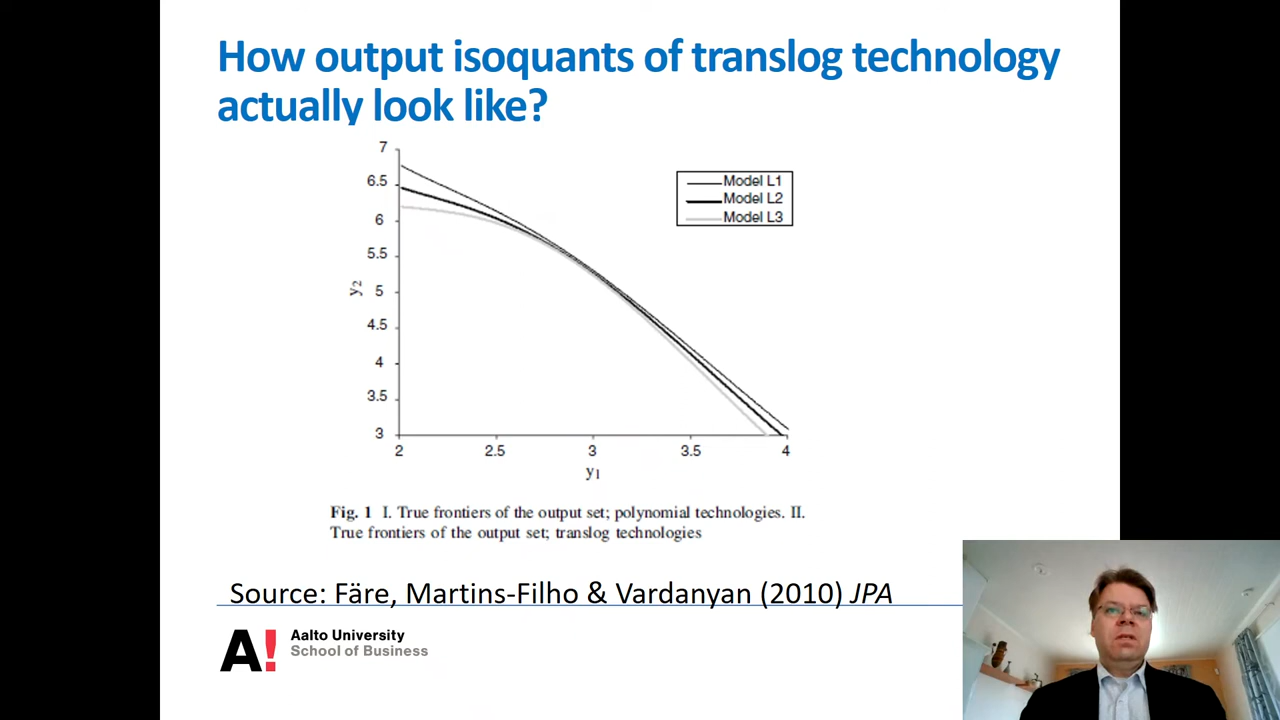 How output isoquants of translog technology
actually look like?
7
6.5
6
5.5
5
4.5
4
3.5
3
y2
2
2.5
3
3.5
4
y1
Model L1
Model L2
Model L3
Fig. 1 I. True frontiers of the output set; polynomial technologies. II.
True frontiers of the output set; translog technologies
Source: Färe, Martins-Filho & Vardanyan (2010) JPA
A!
Aalto University
School of Business